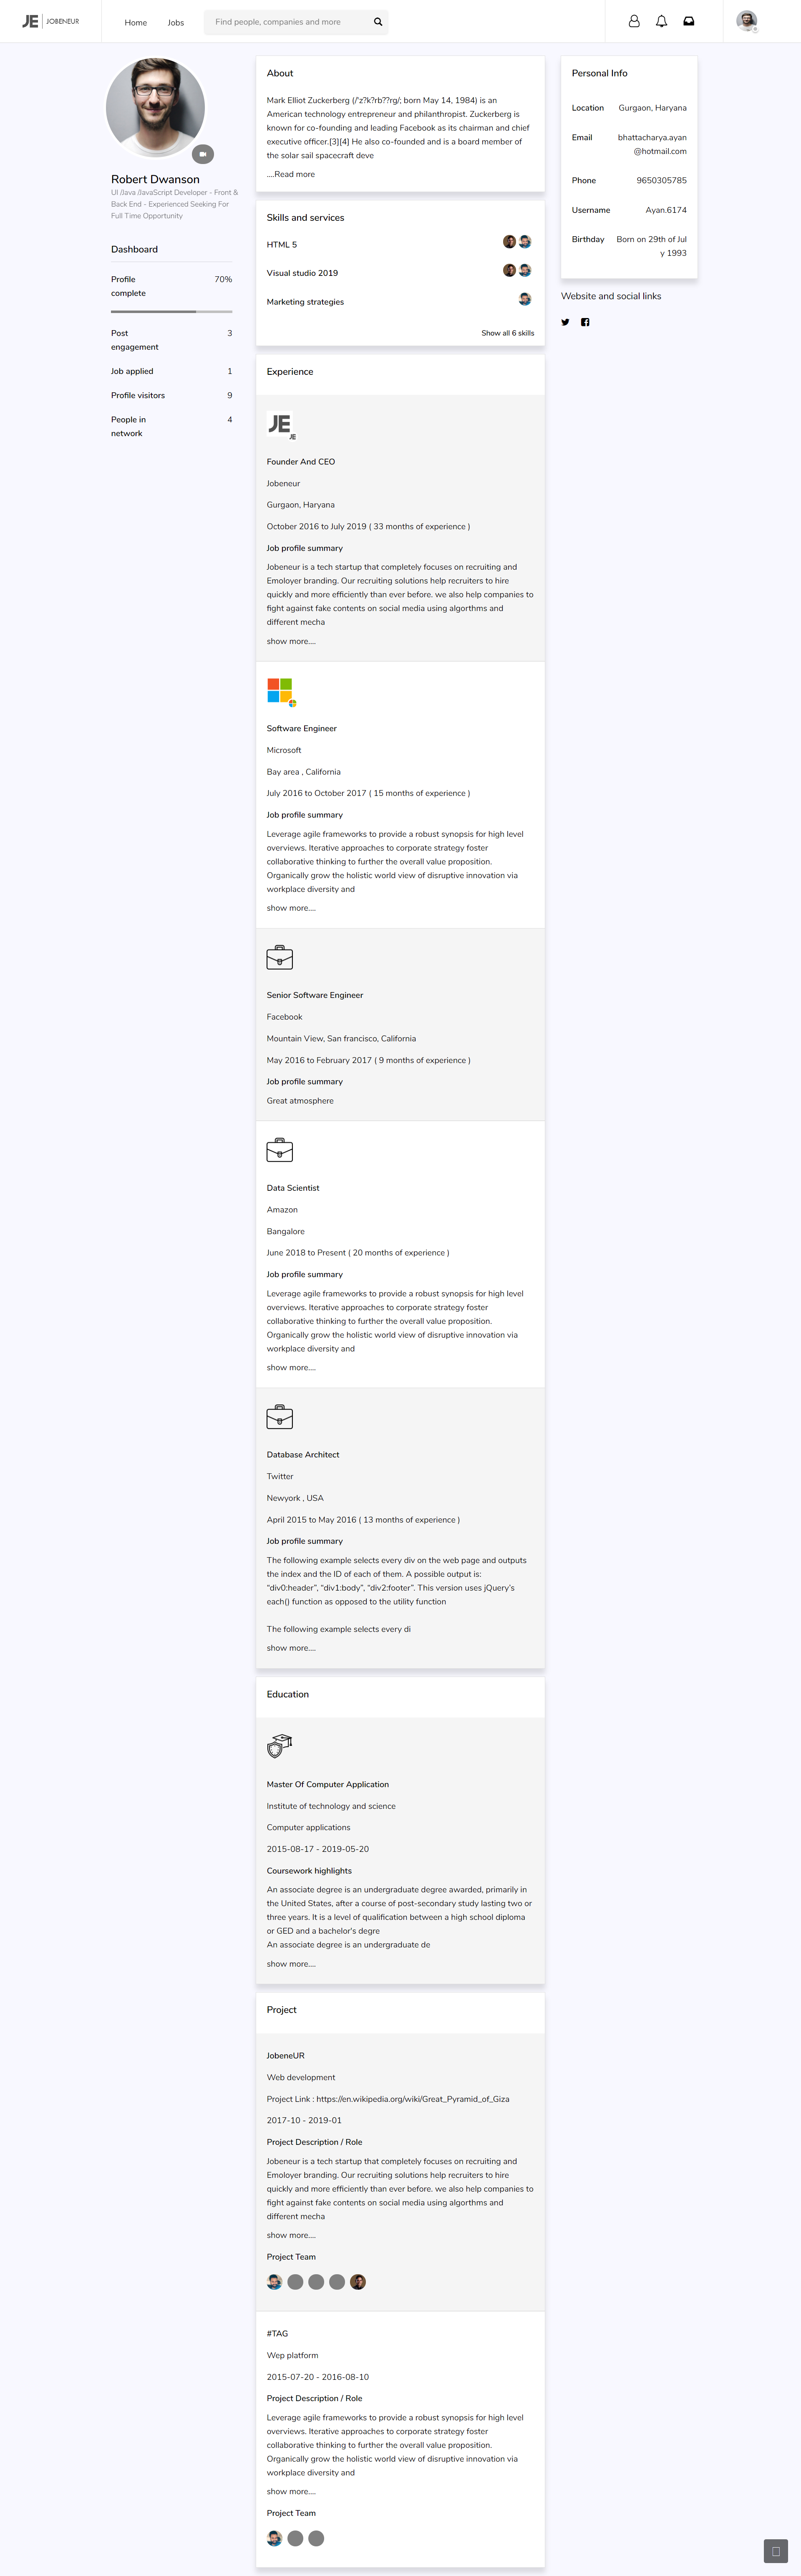 JE JOBENEUR
Home
Jobs
Find people, companies and more
Robert Dwanson
UI /Java /JavaScript Developer - Front &
Back End - Experienced Seeking For
Full Time Opportunity
Dashboard
Profile
complete
70%
Post
engagement
3
Job applied
1
Profile visitors
9
People in
network
4
About
Mark Elliot Zuckerberg (/'z?k?rb??rg/; born May 14, 1984) is an
American technology entrepreneur and philanthropist. Zuckerberg is
known for co-founding and leading Facebook as its chairman and chief
executive officer.[3][4] He also co-founded and is a board member of
the solar sail spacecraft deve
....Read more
Skills and services
HTML 5
Visual studio 2019
Marketing strategies
Show all 6 skills
Experience
JE
JE
Founder And CEO
Jobeneur
Gurgaon, Haryana
October 2016 to July 2019 ( 33 months of experience )
Job profile summary
Jobeneur is a tech startup that completely focuses on recruiting and
Emoloyer branding. Our recruiting solutions help recruiters to hire
quickly and more efficiently than ever before. we also help companies to
fight against fake contents on social media using algorthms and
different mecha
show more....
Software Engineer
Microsoft
Bay area , California
July 2016 to October 2017 ( 15 months of experience )
Job profile summary
Leverage agile frameworks to provide a robust synopsis for high level
overviews. Iterative approaches to corporate strategy foster
collaborative thinking to further the overall value proposition.
Organically grow the holistic world view of disruptive innovation via
workplace diversity and
show more....
Senior Software Engineer
Facebook
Mountain View, San francisco, California
May 2016 to February 2017 ( 9 months of experience )
Job profile summary
Great atmosphere
Data Scientist
Amazon
Bangalore
June 2018 to Present ( 20 months of experience )
Job profile summary
Leverage agile frameworks to provide a robust synopsis for high level
overviews. Iterative approaches to corporate strategy foster
collaborative thinking to further the overall value proposition.
Organically grow the holistic world view of disruptive innovation via
workplace diversity and
show more....
Database Architect
Twitter
Newyork , USA
April 2015 to May 2016 ( 13 months of experience )
Job profile summary
The following example selects every div on the web page and outputs
the index and the ID of each of them. A possible output is:
“div0:header”, “div1:body”, “div2:footer”. This version uses jQuery’s
each() function as opposed to the utility function
The following example selects every di
show more....
Education
Master Of Computer Application
Institute of technology and science
Computer applications
2015-08-17 - 2019-05-20
Coursework highlights
An associate degree is an undergraduate degree awarded, primarily in
the United States, after a course of post-secondary study lasting two or
three years. It is a level of qualification between a high school diploma
or GED and a bachelor's degre
An associate degree is an undergraduate de
show more....
Project
JobeneUR
Web development
Project Link : https://en.wikipedia.org/wiki/Great_Pyramid_of_Giza
2017-10 - 2019-01
Project Description / Role
Jobeneur is a tech startup that completely focuses on recruiting and
Emoloyer branding. Our recruiting solutions help recruiters to hire
quickly and more efficiently than ever before. we also help companies to
fight against fake contents on social media using algorthms and
different mecha
show more....
Project Team
#TAG
Wep platform
2015-07-20 - 2016-08-10
Project Description / Role
Leverage agile frameworks to provide a robust synopsis for high level
overviews. Iterative approaches to corporate strategy foster
collaborative thinking to further the overall value proposition.
Organically grow the holistic world view of disruptive innovation via
workplace diversity and
show more....
Project Team
Personal Info
Location
Gurgaon, Haryana
Email
bhattacharya.ayan
@hotmail.com
Phone
9650305785
Username
Ayan.6174
Birthday
Born on 29th of Jul
y 1993
Website and social links